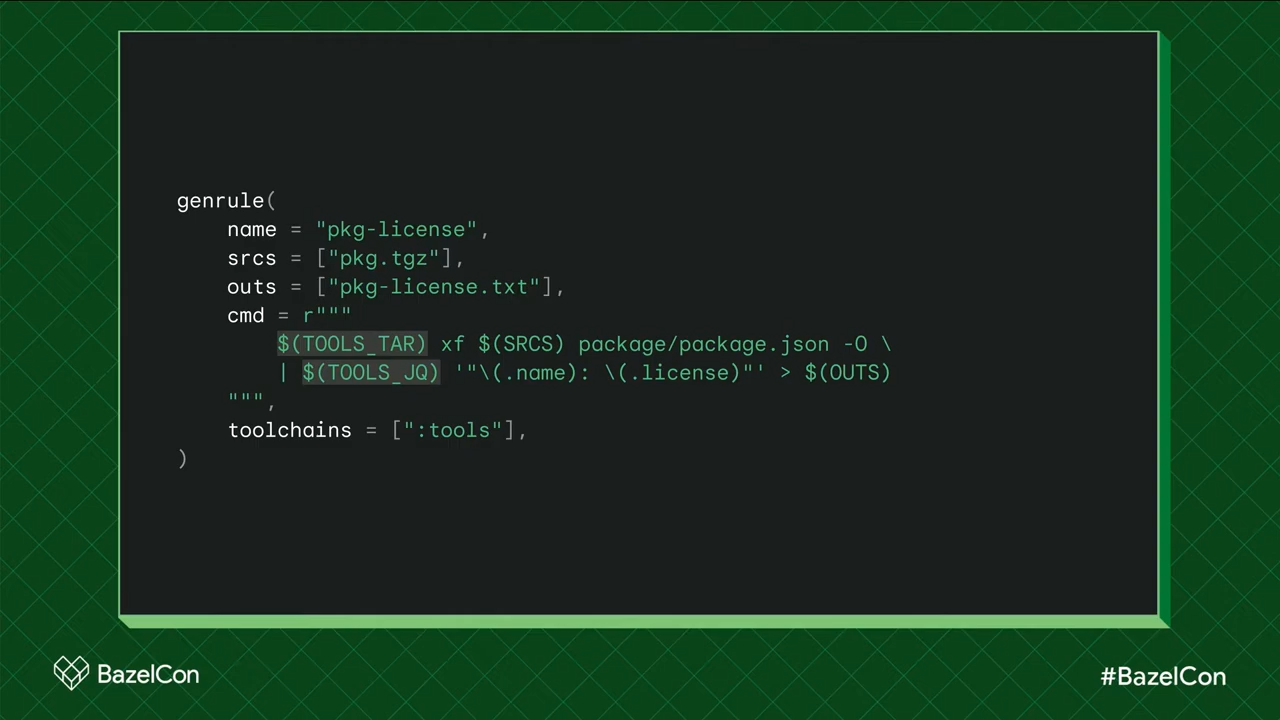 genrule(
    name = "pkg-license",
    srcs = ["pkg.tgz"],
    outs = ["pkg-license.txt"],
    cmd = r"""
        $(TOOLS_TAR) xf $(SRCS) package/package.json -O \
        | $(TOOLS_JQ) '"\(.name): \(.license)"' > $(OUTS)
    """,
    toolchains = [":tools"],
)
BazelCon
#BazelCon